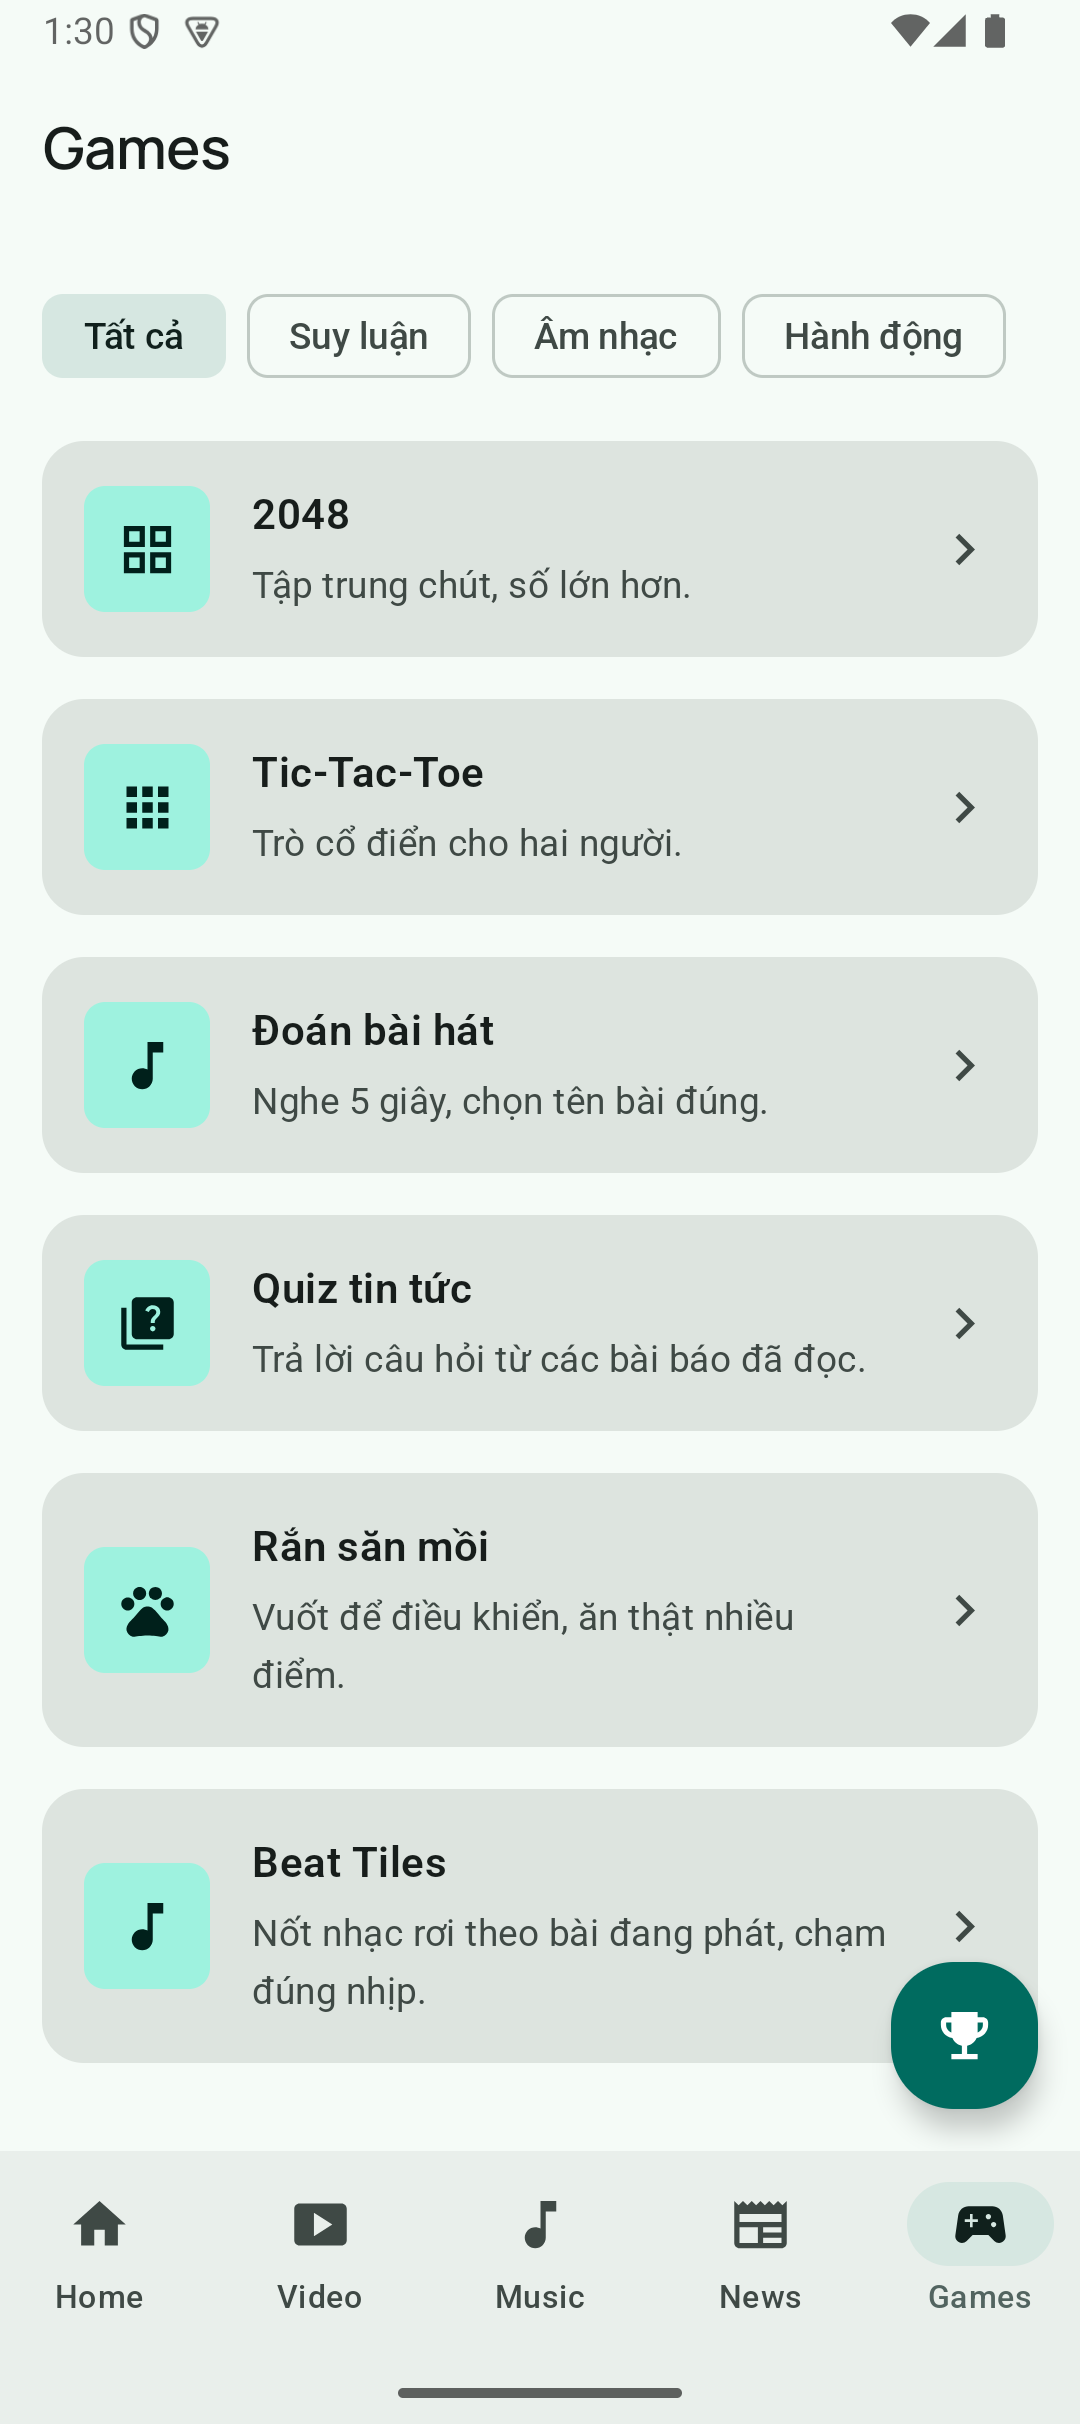 1:30
Games
Tất cả
Suy luận
Âm nhạc
Hành động
2048
Tập trung chút, số lớn hơn.
Tic-Tac-Toe
Trò cổ điển cho hai người.
Đoán bài hát
Nghe 5 giây, chọn tên bài đúng.
Quiz tin tức
Trả lời câu hỏi từ các bài báo đã đọc.
Rắn săn mồi
Vuốt để điều khiển, ăn thật nhiều
điểm.
Beat Tiles
Nốt nhạc rơi theo bài đang phát, chạm
đúng nhịp.
Home
Video
Music
News
Games